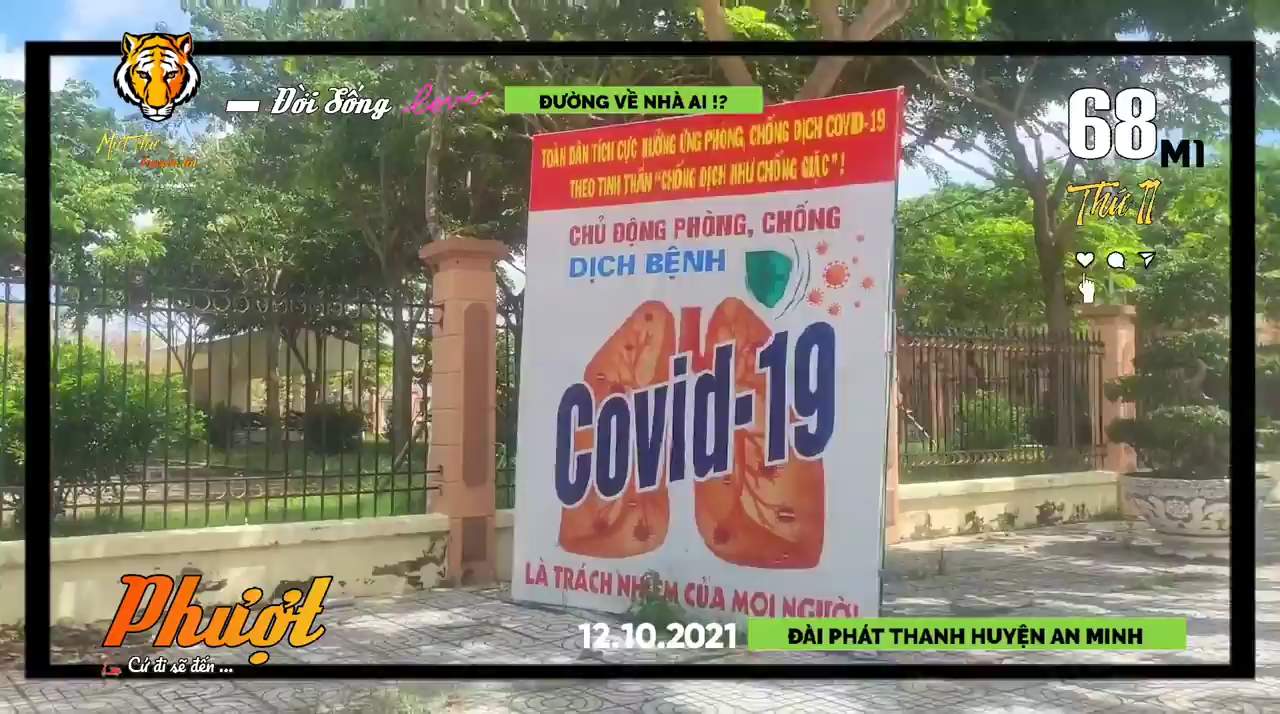 Đời Sống love
ĐƯỜNG VỀ NHÀ AI !?
68 M1
Thứ 11
TOÀN DÂN TÍCH CỰC HƯỞNG ỨNG PHÒNG, CHỐNG DỊCH COVID-19
THEO TINH THẦN "CHỐNG DỊCH NHƯ CHỐNG GIẶC" !
CHỦ ĐỘNG PHÒNG, CHỐNG
DỊCH BỆNH
Covid-19
LÀ TRÁCH NHIỆM CỦA MỌI NGƯỜI
Phượt
Cứ đi sẽ đến ...
12.10.2021
ĐÀI PHÁT THANH HUYỆN AN MINH